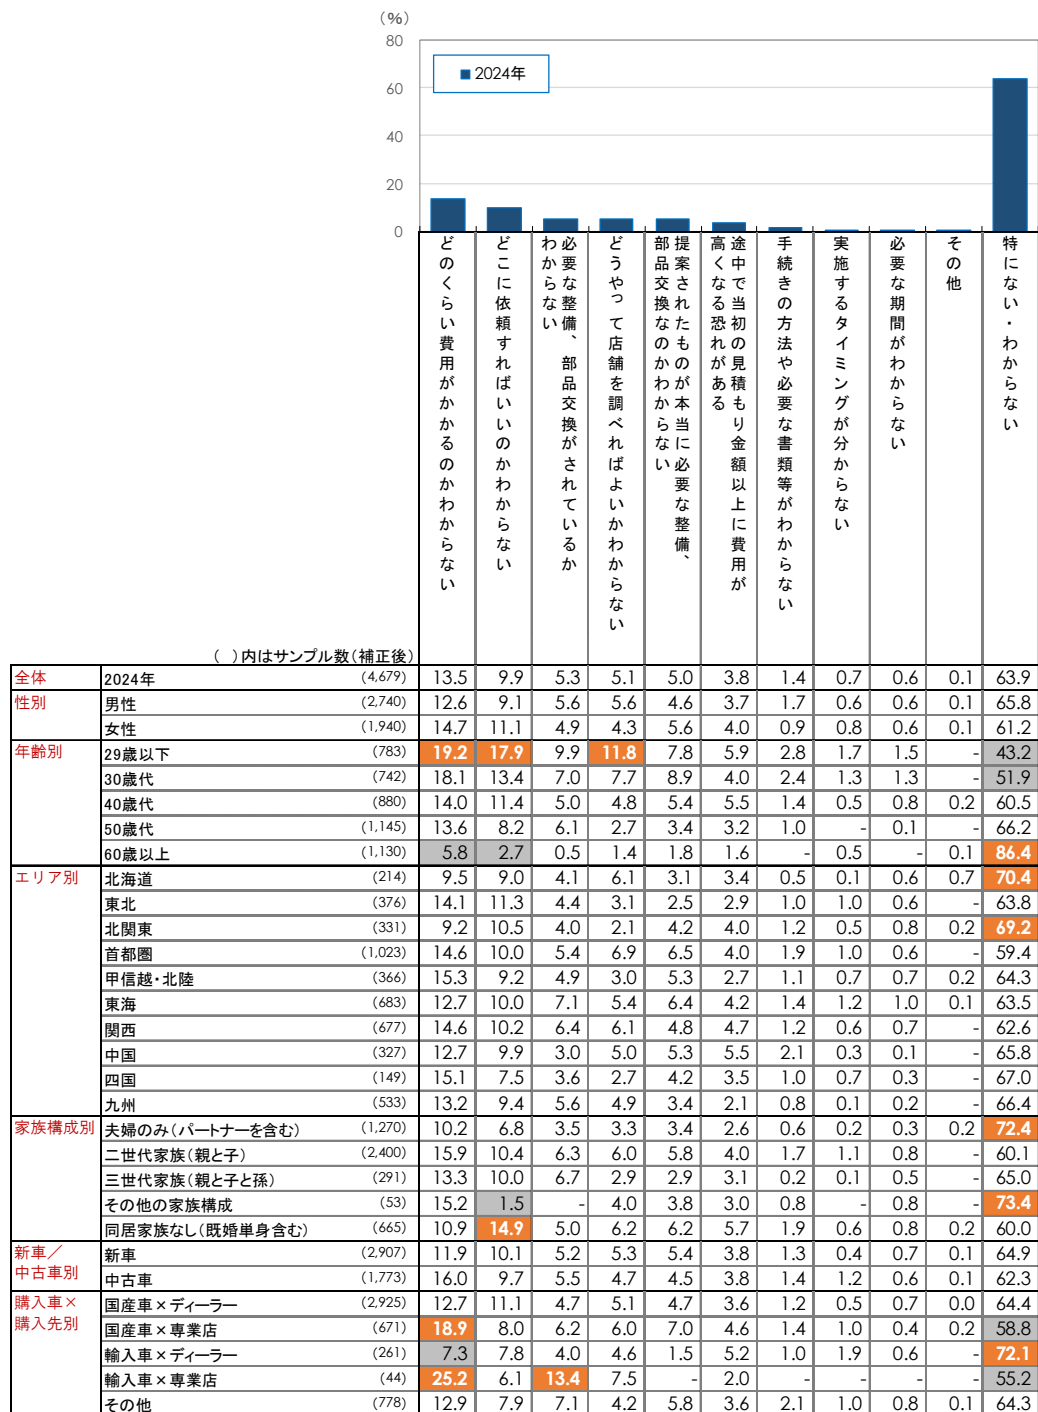 （%）
80
60
40
20
0
2024年
どのくらい費用がかかるのかわからない
どこに依頼すればいいのかわからない
必要な整備、部品交換がされているか
わからない
どうやって店舗を調べればよいかわからない
提案されたものが本当に必要な整備、
部品交換なのかわからない
途中で当初の見積もり金額以上に費用が
高くなる恐れがある
手続きの方法や必要な書類等がわからない
実施するタイミングが分からない
必要な期間がわからない
その他
特にない・わからない
（　）内はサンプル数（補正後）
全体 2024年 (4,679) 13.5 9.9 5.3 5.1 5.0 3.8 1.4 0.7 0.6 0.1 63.9
性別 男性 (2,740) 12.6 9.1 5.6 5.6 4.6 3.7 1.7 0.6 0.6 0.1 65.8
女性 (1,940) 14.7 11.1 4.9 4.3 5.6 4.0 0.9 0.8 0.6 0.1 61.2
年齢別 29歳以下 (783) 19.2 17.9 9.9 11.8 7.8 5.9 2.8 1.7 1.5 - 43.2
30歳代 (742) 18.1 13.4 7.0 7.7 8.9 4.0 2.4 1.3 1.3 - 51.9
40歳代 (880) 14.0 11.4 5.0 4.8 5.4 5.5 1.4 0.5 0.8 0.2 60.5
50歳代 (1,145) 13.6 8.2 6.1 2.7 3.4 3.2 1.0 - 0.1 - 66.2
60歳以上 (1,130) 5.8 2.7 0.5 1.4 1.8 1.6 - 0.5 - 0.1 86.4
エリア別 北海道 (214) 9.5 9.0 4.1 6.1 3.1 3.4 0.5 0.1 0.6 0.7 70.4
東北 (376) 14.1 11.3 4.4 3.1 2.5 2.9 1.0 1.0 0.6 - 63.8
北関東 (331) 9.2 10.5 4.0 2.1 4.2 4.0 1.2 0.5 0.8 0.2 69.2
首都圏 (1,023) 14.6 10.0 5.4 6.9 6.5 4.0 1.9 1.0 0.6 - 59.4
甲信越・北陸 (366) 15.3 9.2 4.9 3.0 5.3 2.7 1.1 0.7 0.7 0.2 64.3
東海 (683) 12.7 10.0 7.1 5.4 6.4 4.2 1.4 1.2 1.0 0.1 63.5
関西 (677) 14.6 10.2 6.4 6.1 4.8 4.7 1.2 0.6 0.7 - 62.6
中国 (327) 12.7 9.9 3.0 5.0 5.3 5.5 2.1 0.3 0.1 - 65.8
四国 (149) 15.1 7.5 3.6 2.7 4.2 3.5 1.0 0.7 0.3 - 67.0
九州 (533) 13.2 9.4 5.6 4.9 3.4 2.1 0.8 0.1 0.2 - 66.4
家族構成別 夫婦のみ（パートナーを含む） (1,270) 10.2 6.8 3.5 3.3 3.4 2.6 0.6 0.2 0.3 0.2 72.4
二世代家族（親と子） (2,400) 15.9 10.4 6.3 6.0 5.8 4.0 1.7 1.1 0.8 - 60.1
三世代家族（親と子と孫） (291) 13.3 10.0 6.7 2.9 2.9 3.1 0.2 0.1 0.5 - 65.0
その他の家族構成 (53) 15.2 1.5 - 4.0 3.8 3.0 0.8 - 0.8 - 73.4
同居家族なし（既婚単身含む） (665) 10.9 14.9 5.0 6.2 6.2 5.7 1.9 0.6 0.8 0.2 60.0
新車／ 新車 (2,907) 11.9 10.1 5.2 5.3 5.4 3.8 1.3 0.4 0.7 0.1 64.9
中古車別 中古車 (1,773) 16.0 9.7 5.5 4.7 4.5 3.8 1.4 1.2 0.6 0.1 62.3
購入車× 国産車×ディーラー (2,925) 12.7 11.1 4.7 5.1 4.7 3.6 1.2 0.5 0.7 0.0 64.4
購入先別 国産車×専業店 (671) 18.9 8.0 6.2 6.0 7.0 4.6 1.4 1.0 0.4 0.2 58.8
輸入車×ディーラー (261) 7.3 7.8 4.0 4.6 1.5 5.2 1.0 1.9 0.6 - 72.1
輸入車×専業店 (44) 25.2 6.1 13.4 7.5 - 2.0 - - - - 55.2
その他 (778) 12.9 7.9 7.1 4.2 5.8 3.6 2.1 1.0 0.8 0.1 64.3